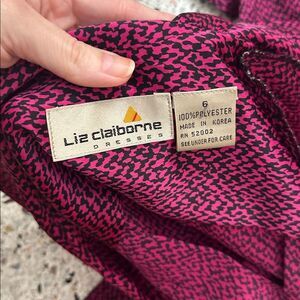 Liz claiborne
DRESSES
6
100% POLYESTER
MADE IN KOREA
RN 52002
SEE UNDER FOR CARE